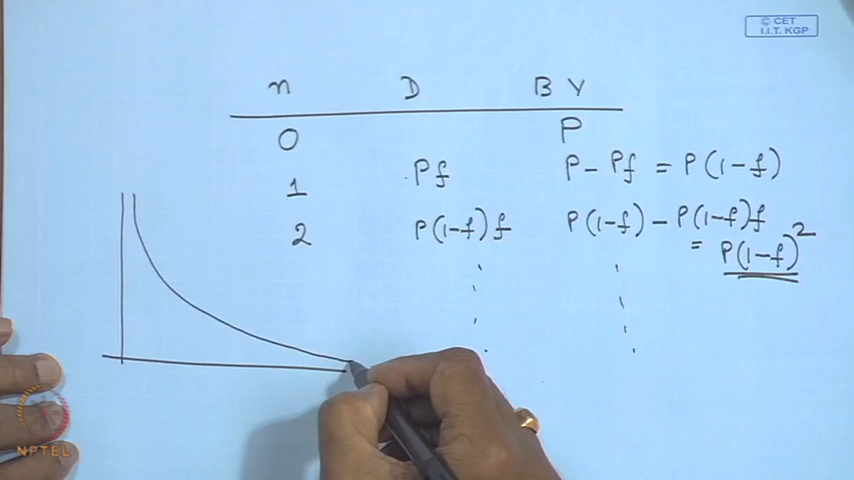 © CET
I.I.T. KGP
n D BV
0 P
1 Pf P - Pf = P(1-f)
2 P(1-f)f P(1-f) - P(1-f)f
= P(1-f)²
NPTEL